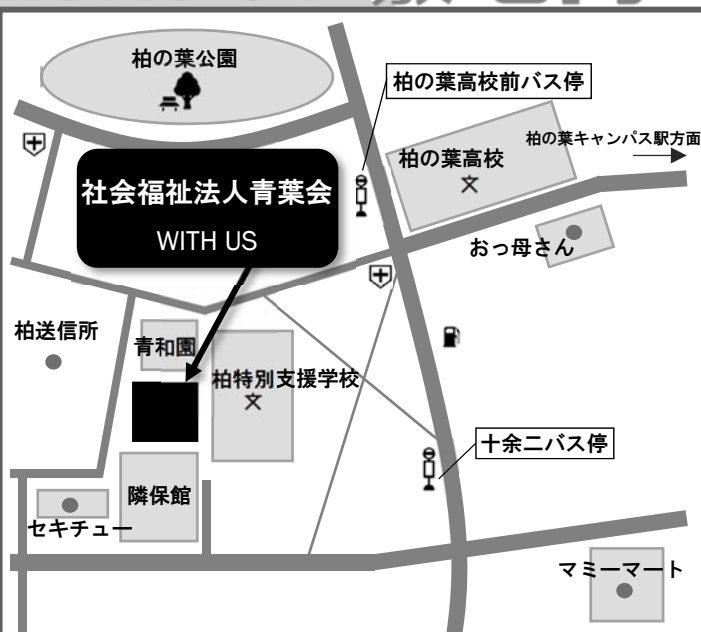 柏の葉公園
柏の葉高校前バス停
柏の葉高校
文
柏の葉キャンパス駅方面
社会福祉法人青葉会
WITH US
おっ母さん
柏送信所
青和園
柏特別支援学校
文
十余二バス停
隣保館
セキチュー
マミーマート